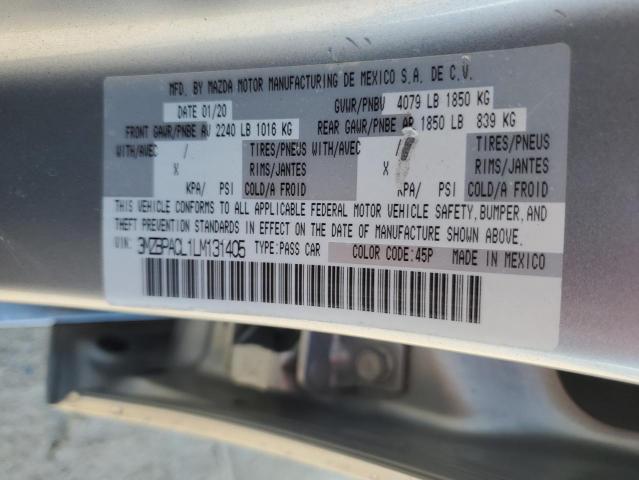 MFD. BY MAZDA MOTOR MANUFACTURING DE MEXICO S.A. DE C.V.
DATE 01/20 GVWR/PNBV 4079 LB 1850 KG
FRONT GAWR/PNBE AV 2240 LB 1016 KG REAR GAWR/PNBE AR 1850 LB 839 KG
WITH/AVEC / TIRES/PNEUS WITH/AVEC / TIRES/PNEUS
X RIMS/JANTES X RIMS/JANTES
KPA/ PSI COLD/A FROID KPA/ PSI COLD/A FROID
THIS VEHICLE CONFORMS TO ALL APPLICABLE FEDERAL MOTOR VEHICLE SAFETY, BUMPER, AND
THEFT PREVENTION STANDARDS IN EFFECT ON THE DATE OF MANUFACTURE SHOWN ABOVE.
VIN: 3MZBPACL1LM131405 TYPE:PASS CAR COLOR CODE:45P MADE IN MEXICO